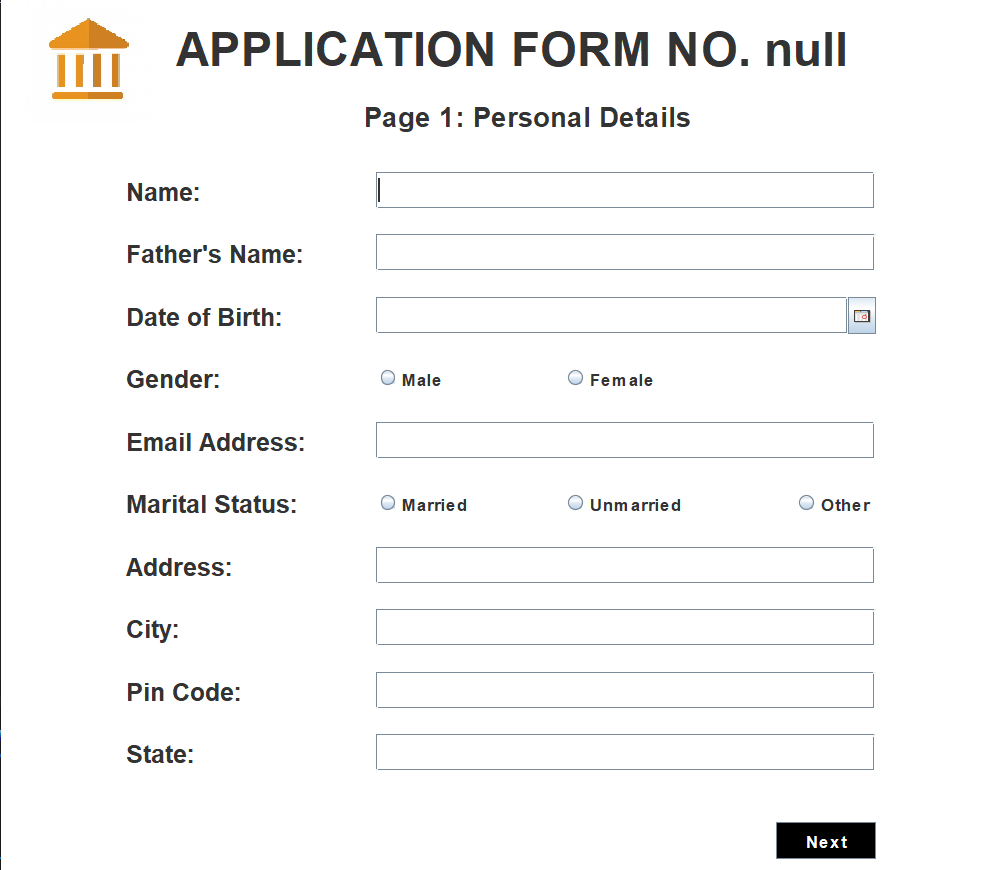 APPLICATION FORM NO. null
Page 1: Personal Details
Name:
Father's Name:
Date of Birth:
Gender: Male Female
Email Address:
Marital Status: Married Unmarried Other
Address:
City:
Pin Code:
State:
Next